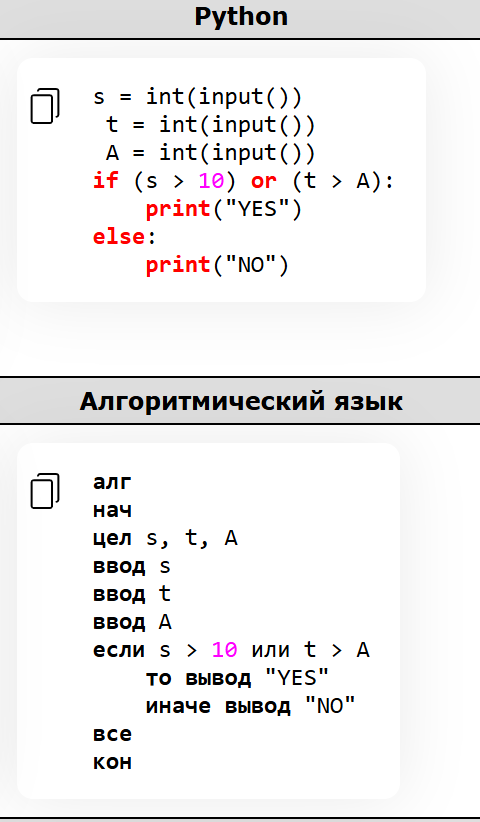 Python
s = int(input())
 t = int(input())
 A = int(input())
if (s > 10) or (t > A):
    print("YES")
else:
    print("NO")
Алгоритмический язык
алг
нач
цел s, t, A
ввод s
ввод t
ввод A
если s > 10 или t > A
    то вывод "YES"
    иначе вывод "NO"
все
кон